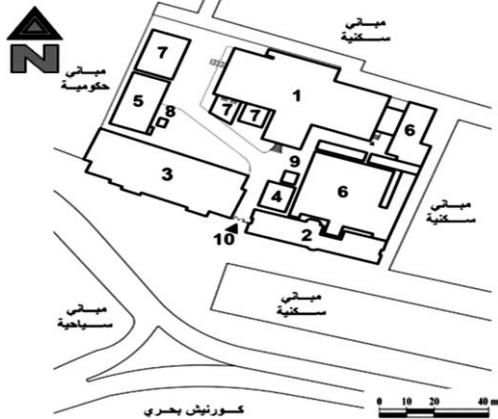 N
مباني
سكنية
7
مباني
حكومية
1
5
8
7
7
6
9
3
4
6
مباني
سكنية
10
2
مباني
سكنية
مباني
سياحية
كورنيش بحري
0 10 20 40 m